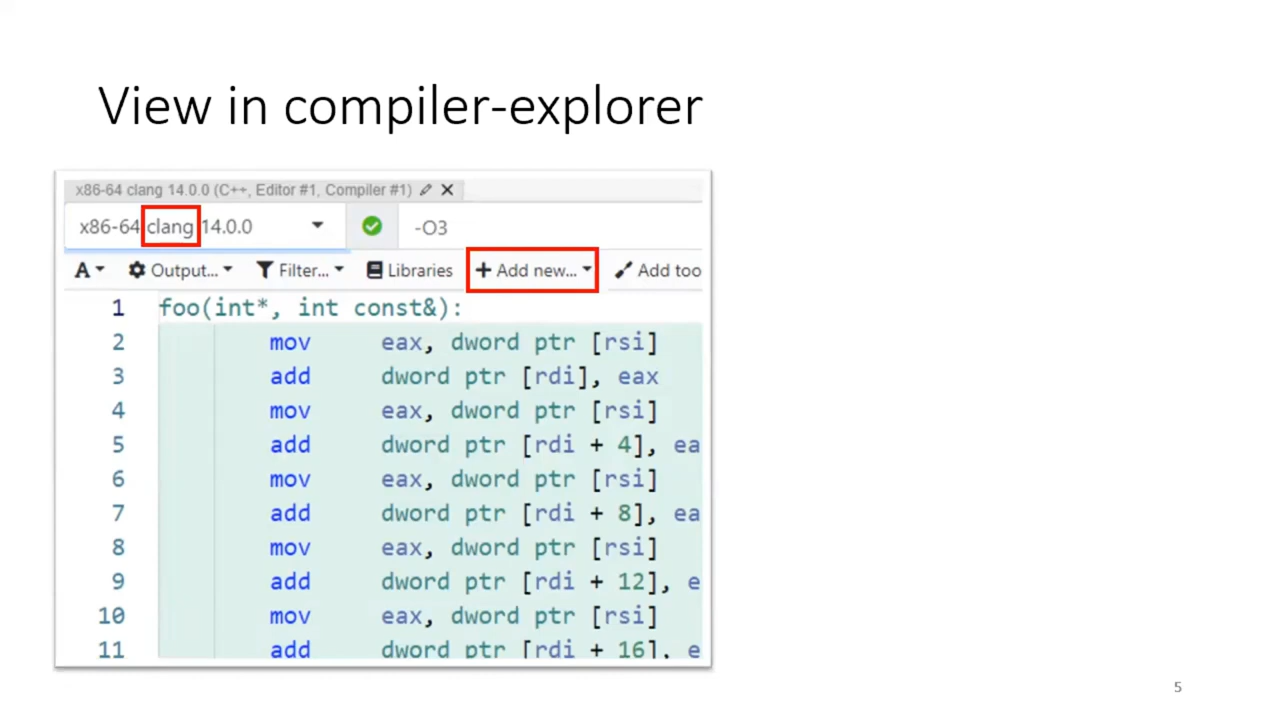 View in compiler-explorer
x86-64 clang 14.0.0 (C++, Editor #1, Compiler #1)
x86-64 clang 14.0.0 -O3
A Output... Filter... Libraries + Add new... Add too
1 foo(int*, int const&):
2 mov eax, dword ptr [rsi]
3 add dword ptr [rdi], eax
4 mov eax, dword ptr [rsi]
5 add dword ptr [rdi + 4], ea
6 mov eax, dword ptr [rsi]
7 add dword ptr [rdi + 8], ea
8 mov eax, dword ptr [rsi]
9 add dword ptr [rdi + 12], e
10 mov eax, dword ptr [rsi]
11 add dword ptr [rdi + 16], e
5